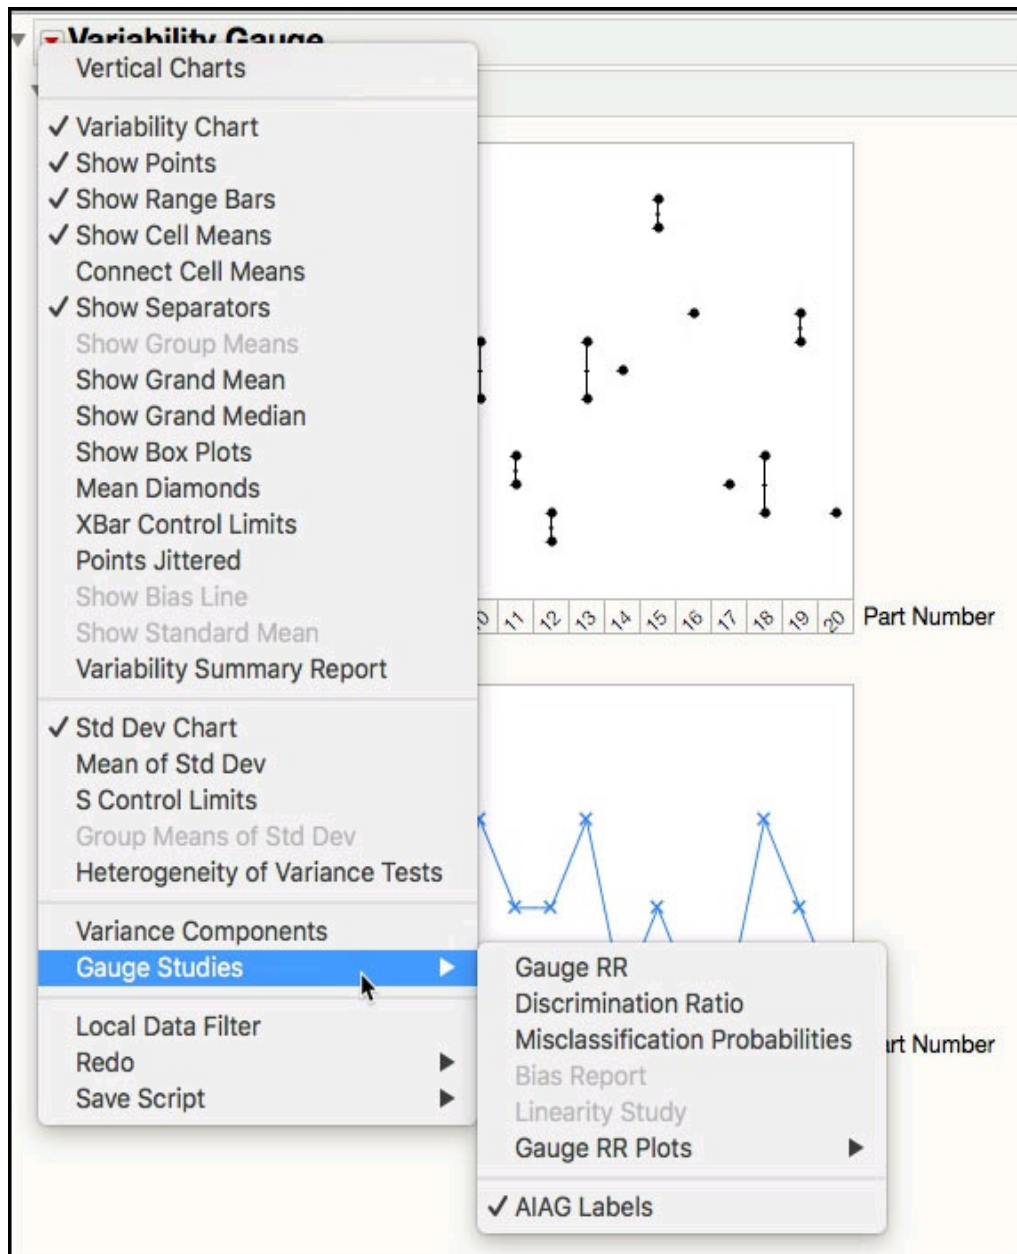 Variability Gauge
Vertical Charts
✓ Variability Chart
✓ Show Points
✓ Show Range Bars
✓ Show Cell Means
Connect Cell Means
✓ Show Separators
Show Group Means
Show Grand Mean
Show Grand Median
Show Box Plots
Mean Diamonds
XBar Control Limits
Points Jittered
Show Bias Line
Show Standard Mean
Variability Summary Report
✓ Std Dev Chart
Mean of Std Dev
S Control Limits
Group Means of Std Dev
Heterogeneity of Variance Tests
Variance Components
Gauge Studies
Local Data Filter
Redo
Save Script
Gauge RR
Discrimination Ratio
Misclassification Probabilities
Bias Report
Linearity Study
Gauge RR Plots
✓ AIAG Labels
11 12 13 14 15 16 17 18 19 20 Part Number
art Number